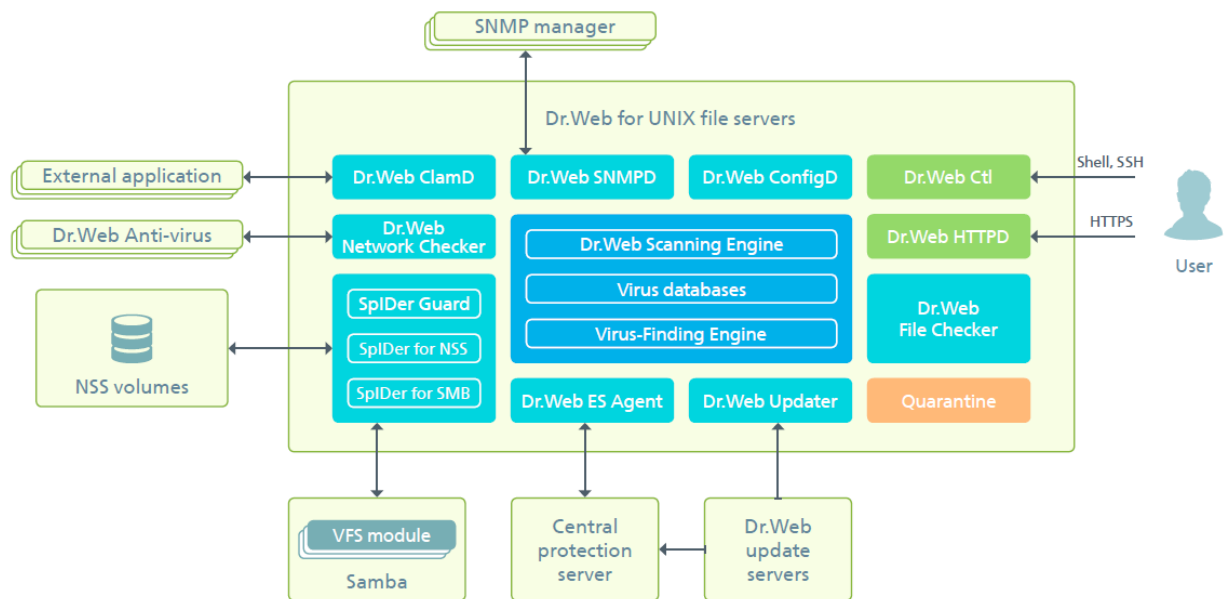 SNMP manager
Dr.Web for UNIX file servers
External application
Dr.Web ClamD
Dr.Web SNMPD
Dr.Web ConfigD
Dr.Web Ctl
Shell, SSH
Dr.Web Anti-virus
Dr.Web
Network Checker
Dr.Web Scanning Engine
Dr.Web HTTPD
HTTPS
User
SpIDer Guard
Virus databases
Dr.Web
File Checker
NSS volumes
SpIDer for NSS
Virus-Finding Engine
SpIDer for SMB
Dr.Web ES Agent
Dr.Web Updater
Quarantine
VFS module
Samba
Central
protection
server
Dr.Web
update
servers